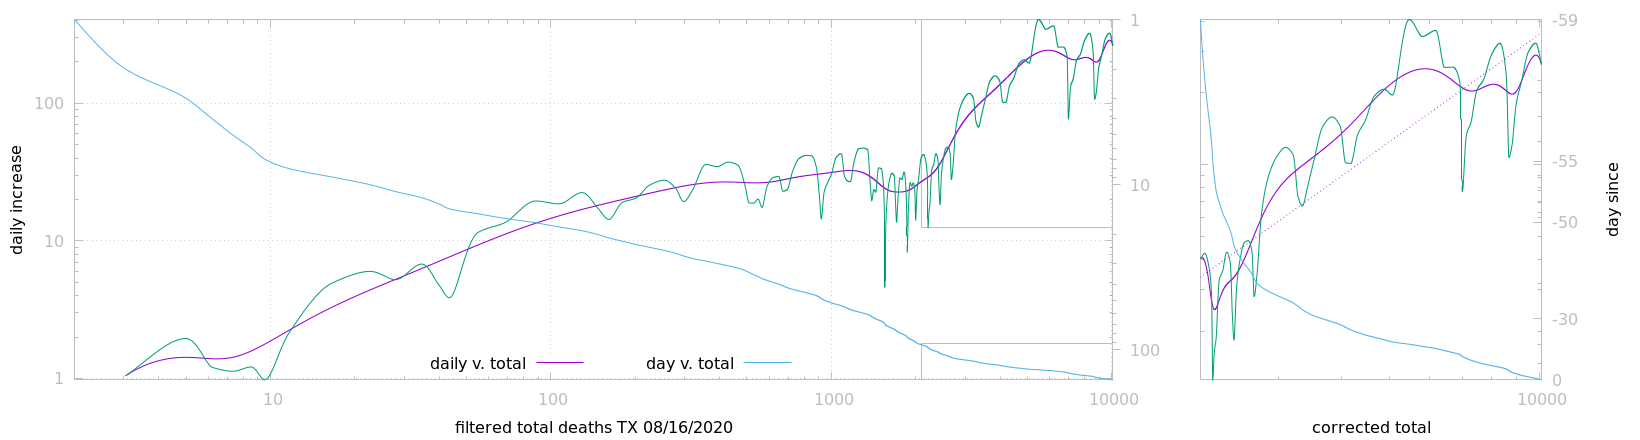 daily increase
100
10
1
10
100
1000
10000
1
10
100
daily v. total
day v. total
filtered total deaths TX 08/16/2020
-59
-55
-50
-30
0
10000
day since
corrected total